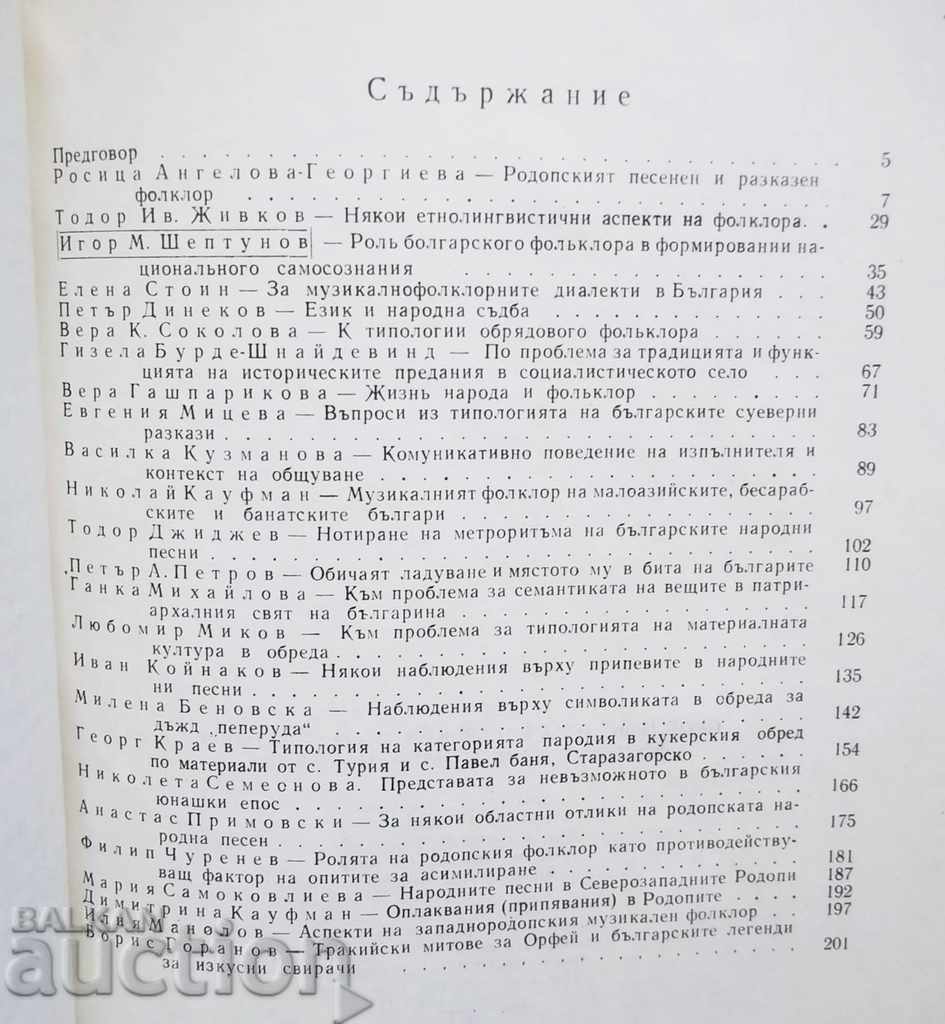 Съдържание
Предговор . . . . . . . . . . . . . . . . . . . . . . . . . . 5
Росица Ангелова-Георгиева — Родопският песенен и разказен
фолклор . . . . . . . . . . . . . . . . . . . . . . 7
Тодор Ив. Живков — Някои етнолингвистични аспекти на фолклора. . 29
Игор М. Шептунов — Роль болгарского фольклора в формировании на-
ционального самосознания . . . . . . . . . . . . . . 35
Елена Стоин — За музикалнофолклорните диалекти в България . . . 43
Петър Динеков — Език и народна съдба . . . . . . . . . . . 50
Вера К. Соколова — К типологии обрядового фольклора . . . . . . 59
Гизела Бурде-Шнайдевинд — По проблема за традицията и функ-
цията на историческите предания в социалистическото село . . . 67
Вера Гашпарикова — Жизнь народа и фольклор . . . . . . . . . 71
Евгения Мицева — Въпроси из типологията на българските суеверни
разкази . . . . . . . . . . . . . . . . . . . . . . 83
Василка Кузманова — Комуникативно поведение на изпълнителя и
контекст на общуване . . . . . . . . . . . . . . . . 89
Николай Кауфман — Музикалният фолклор на малоазийските, бесараб-
ските и банатските българи . . . . . . . . . . . . . . 97
Тодор Джиджев — Нотиране на метроритъма на българските народни
песни . . . . . . . . . . . . . . . . . . . . . . . 102
Петър А. Петров — Обичаят ладуване и мястото му в бита на българите 110
Ганка Михайлова — Към проблема за семантиката на вещите в патри-
архалния свят на българина . . . . . . . . . . . . . . 117
Любомир Миков — Към проблема за типологията на материалната
култура в обреда . . . . . . . . . . . . . . . . . . 126
Иван Койнаков — Някои наблюдения върху припевите в народните
ни песни . . . . . . . . . . . . . . . . . . . . . 135
Милена Беновска — Наблюдения върху символиката в обреда за
дъжд „пеперуда“ . . . . . . . . . . . . . . . . . . 142
Георг Краев — Типология на категорията пародия в кукерския обред
по материали от с. Турия и с. Павел баня, Старазагорско . . . . . 154
Николета Семеснова. Представата за невъзможното в българския
юнашки епос . . . . . . . . . . . . . . . . . . . . 166
Анастас Примовски — За някои областни отлики на родопската на-
родна песен . . . . . . . . . . . . . . . . . . . . 175
Филип Чуренев — Ролята на родопския фолклор като противодейству-
ващ фактор на опитите за асимилиране . . . . . . . . . . 181
Мария Самоковлиева — Народните песни в Северозападните Родопи 187
Димитрина Кауфман — Оплаквания (припявания) в Родопите . . . . 192
Илия Манолов — Аспекти на западнородопския музикален фолклор . . 197
Борис Горанов — Тракийски митове за Орфей и българските легенди
за изкусни свирачи . . . . . . . . . . . . . . . . . 201
BALKAN
auction